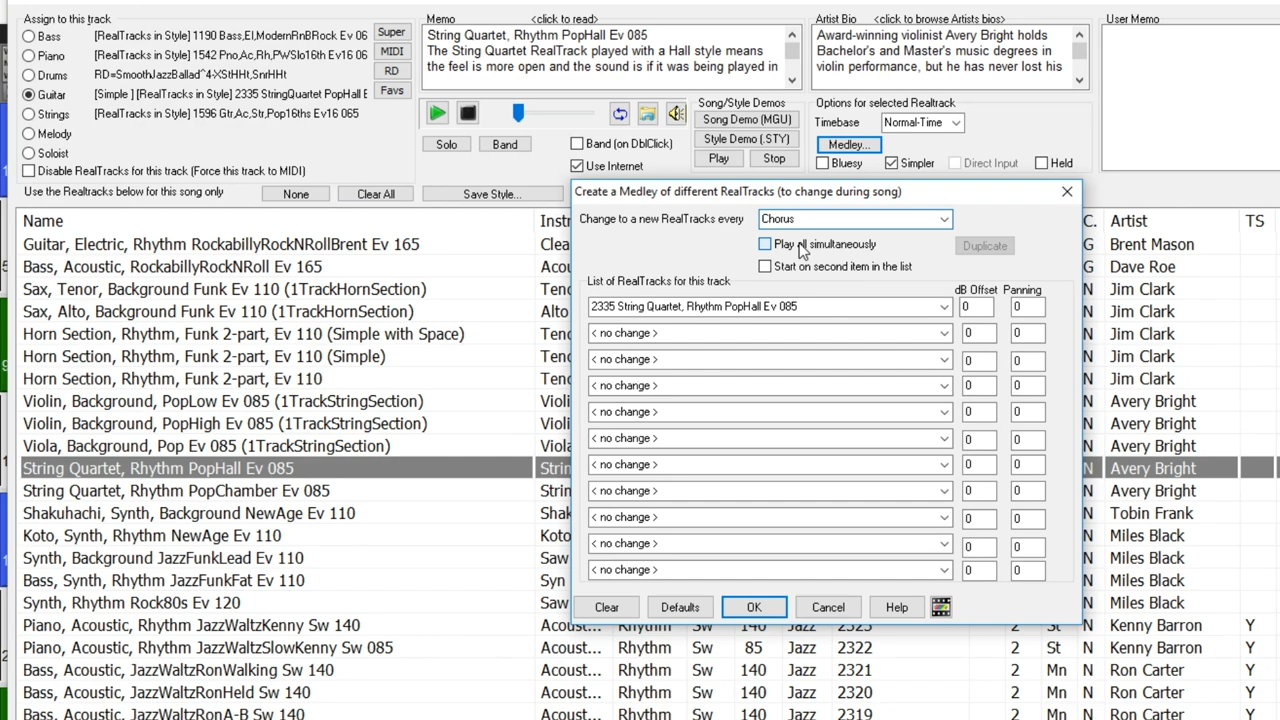 Assign to this track
Bass [RealTracks in Style] 1190 Bass,El,ModernRnBRock Ev 06 Super
Piano [RealTracks in Style] 1542 Pno,Ac,Rh,PWSlo16th Ev16 06 MIDI
Drums RD=SmoothJazzBallad^4-XStHHt,SnrHHt RD
Guitar [Simple ] [RealTracks in Style] 2335 StringQuartet PopHall E Favs
Strings [RealTracks in Style] 1596 Gtr,Ac,Str,Pop16ths Ev16 065
Melody
Soloist
Disable RealTracks for this track (Force this track to MIDI)
Use the Realtracks below for this song only None Clear All Save Style...
Memo <click to read>
String Quartet, Rhythm PopHall Ev 085
The Sting Quartet RealTrack played with a Hall style means
the feel is more open and the sound is if it was being played in
Solo Band Band (on DblClick)
Use Internet
Song/Style Demos
Song Demo (MGU)
Style Demo (.STY)
Play Stop
Artist Bio <click to browse Artists bios>
Award-winning violinist Avery Bright holds
Bachelor's and Master's music degrees in
violin performance, but he has never lost his
Options for selected Realtrack
Timebase Normal-Time
Medley...
Bluesy Simpler Direct Input Held
User Memo
Create a Medley of different RealTracks (to change during song)
Change to a new RealTracks every Chorus
Play all simultaneously Duplicate
Start on second item in the list
List of RealTracks for this track dB Offset Panning
2335 String Quartet, Rhythm PopHall Ev 085 0 0
< no change > 0 0
< no change > 0 0
< no change > 0 0
< no change > 0 0
< no change > 0 0
< no change > 0 0
< no change > 0 0
< no change > 0 0
< no change > 0 0
< no change > 0 0
Clear Defaults OK Cancel Help
Name Instr C. Artist TS
Guitar, Electric, Rhythm RockabillyRockNRollBrent Ev 165 Clea G Brent Mason
Bass, Acoustic, RockabillyRockNRoll Ev 165 Acou G Dave Roe
Sax, Tenor, Background Funk Ev 110 (1TrackHornSection) Teno N Jim Clark
Sax, Alto, Background Funk Ev 110 (1TrackHornSection) Alto N Jim Clark
Horn Section, Rhythm, Funk 2-part, Ev 110 (Simple with Space) Teno N Jim Clark
Horn Section, Rhythm, Funk 2-part, Ev 110 (Simple) Teno N Jim Clark
Horn Section, Rhythm, Funk 2-part, Ev 110 Teno N Jim Clark
Violin, Background, PopLow Ev 085 (1TrackStringSection) Violi N Avery Bright
Violin, Background, PopHigh Ev 085 (1TrackStringSection) Violi N Avery Bright
Viola, Background, Pop Ev 085 (1TrackStringSection) Viola N Avery Bright
String Quartet, Rhythm PopHall Ev 085 Strin N Avery Bright
String Quartet, Rhythm PopChamber Ev 085 Strin N Avery Bright
Shakuhachi, Synth, Background NewAge Ev 110 Shak N Tobin Frank
Koto, Synth, Rhythm NewAge Ev 110 Koto N Miles Black
Synth, Background JazzFunkLead Ev 110 Saw N Miles Black
Bass, Synth, Rhythm JazzFunkFat Ev 110 Syn N Miles Black
Synth, Rhythm Rock80s Ev 120 Saw N Miles Black
Piano, Acoustic, Rhythm JazzWaltzKenny Sw 140 Acoust... Rhythm Sw 140 Jazz 2323 2 St N Kenny Barron Y
Piano, Acoustic, Rhythm JazzWaltzSlowKenny Sw 085 Acoust... Rhythm Sw 85 Jazz 2322 2 St N Kenny Barron Y
Bass, Acoustic, Rhythm JazzWaltzRonWalking Sw 140 Acoust... Rhythm Sw 140 Jazz 2321 2 Mn N Ron Carter Y
Bass, Acoustic, Rhythm JazzWaltzRonHeld Sw 140 Acoust... Rhythm Sw 140 Jazz 2320 2 Mn N Ron Carter Y
Bass, Acoustic, Rhythm JazzWaltzRonA-B Sw 140 Acoust... Rhythm Sw 140 Jazz 2319 2 Mn N Ron Carter Y